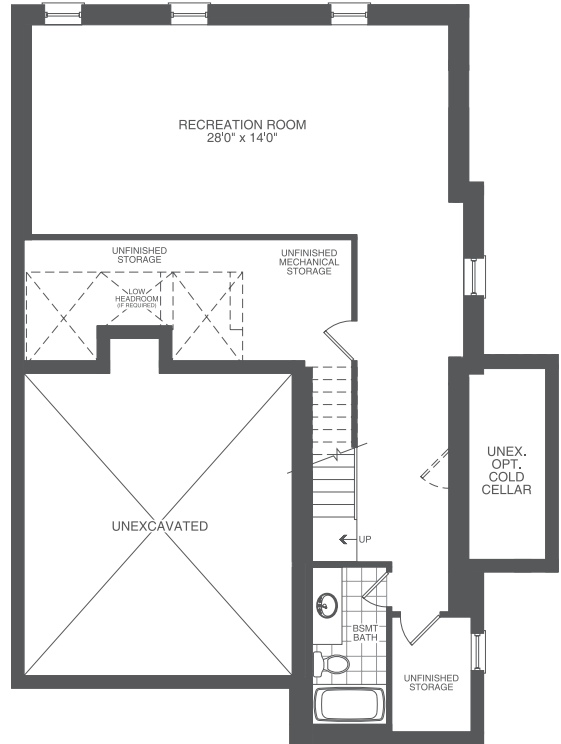 RECREATION ROOM
28'0" x 14'0"
UNFINISHED
STORAGE
UNFINISHED
MECHANICAL
STORAGE
LOW
HEADROOM
(IF REQUIRED)
UNEX.
OPT.
COLD
CELLAR
UNEXCAVATED
UP
BSMT
BATH
UNFINISHED
STORAGE